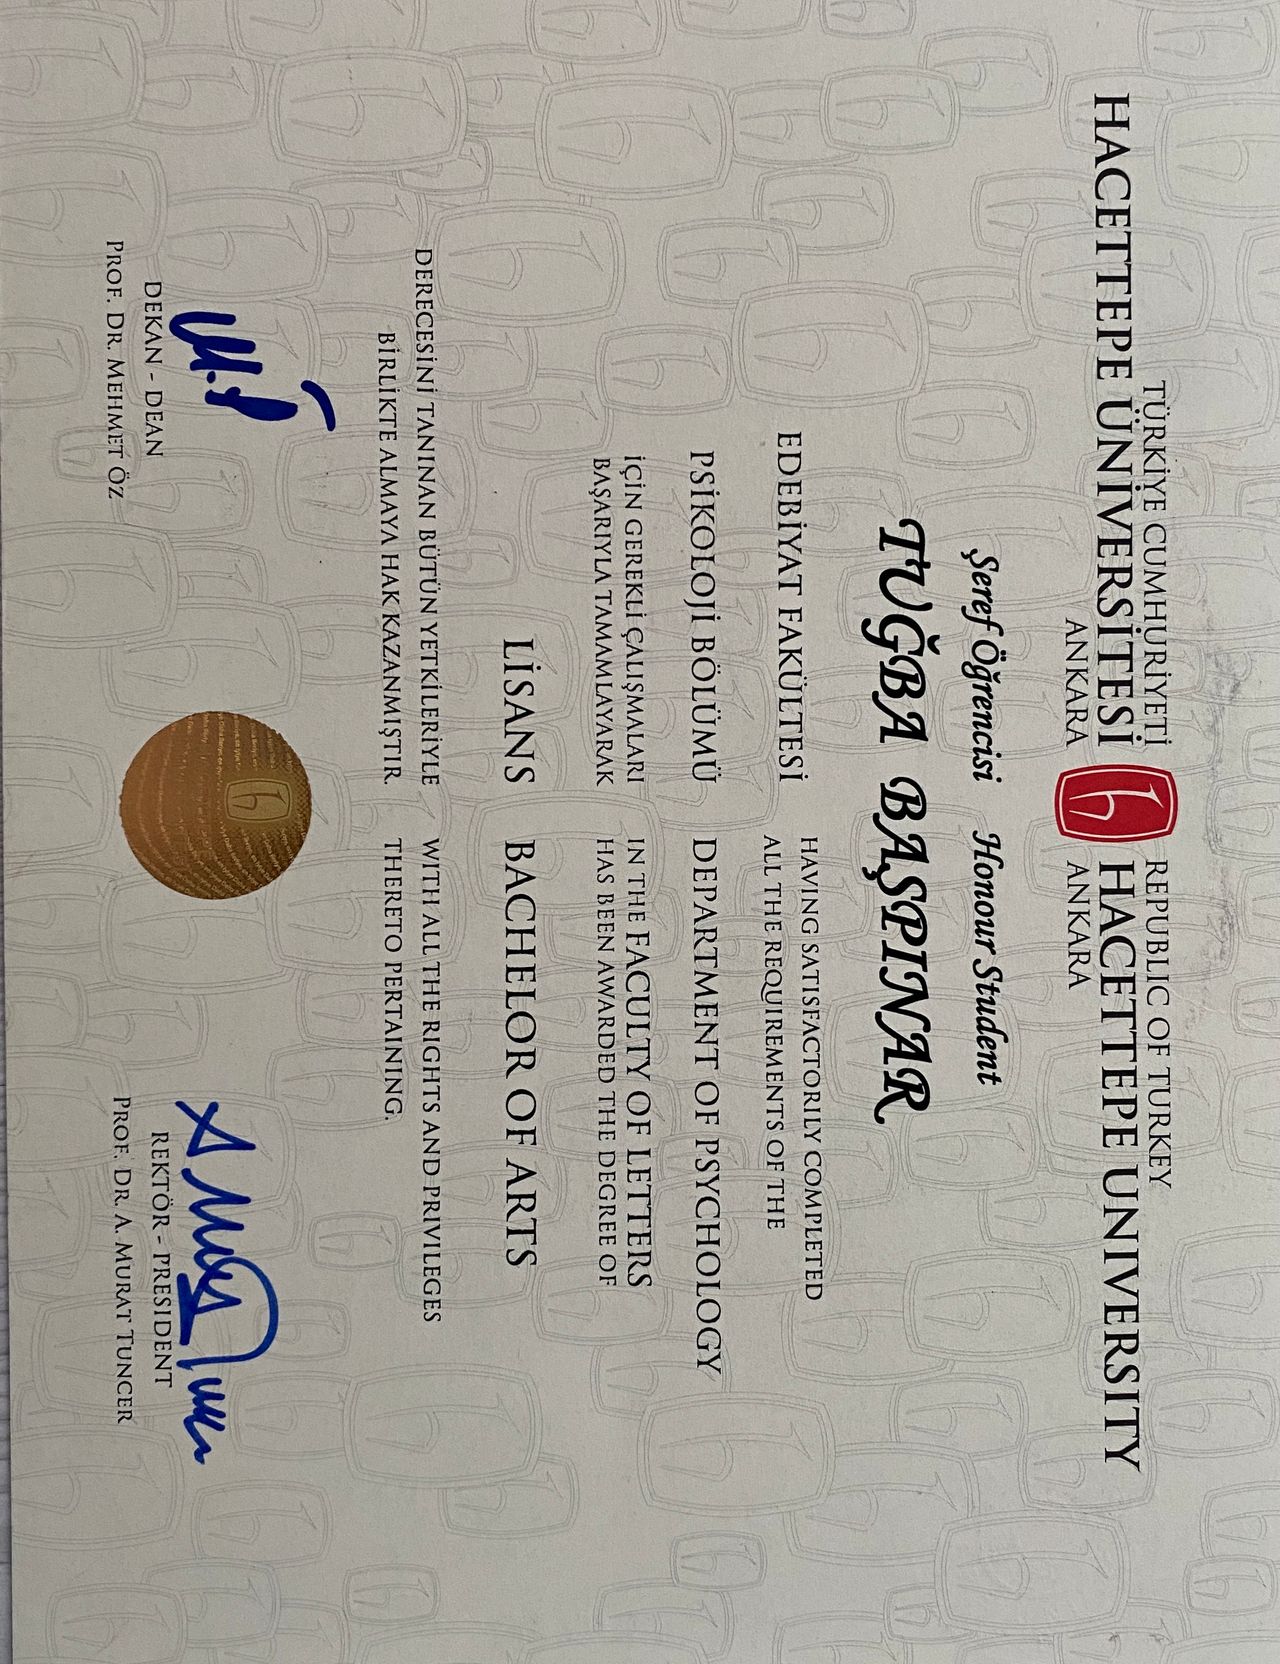 TÜRKİYE CUMHURİYETİ
HACETTEPE ÜNİVERSİTESİ
ANKARA
REPUBLIC OF TURKEY
HACETTEPE UNIVERSITY
ANKARA
Şeref Öğrencisi Honour Student
TUĞBA BAŞPINAR
EDEBİYAT FAKÜLTESİ
PSİKOLOJİ BÖLÜMÜ
İÇİN GEREKLİ ÇALIŞMALARI
BAŞARIYLA TAMAMLAYARAK
LİSANS
DERECESİNİ TANINAN BÜTÜN YETKİLERİYLE
BİRLİKTE ALMAYA HAK KAZANMIŞTIR.
HAVING SATISFACTORILY COMPLETED
ALL THE REQUIREMENTS OF THE
DEPARTMENT OF PSYCHOLOGY
IN THE FACULTY OF LETTERS
HAS BEEN AWARDED THE DEGREE OF
BACHELOR OF ARTS
WITH ALL THE RIGHTS AND PRIVILEGES
THERETO PERTAINING.
DEKAN - DEAN
PROF. DR. MEHMET ÖZ
REKTÖR - PRESIDENT
PROF. DR. A. MURAT TUNCER